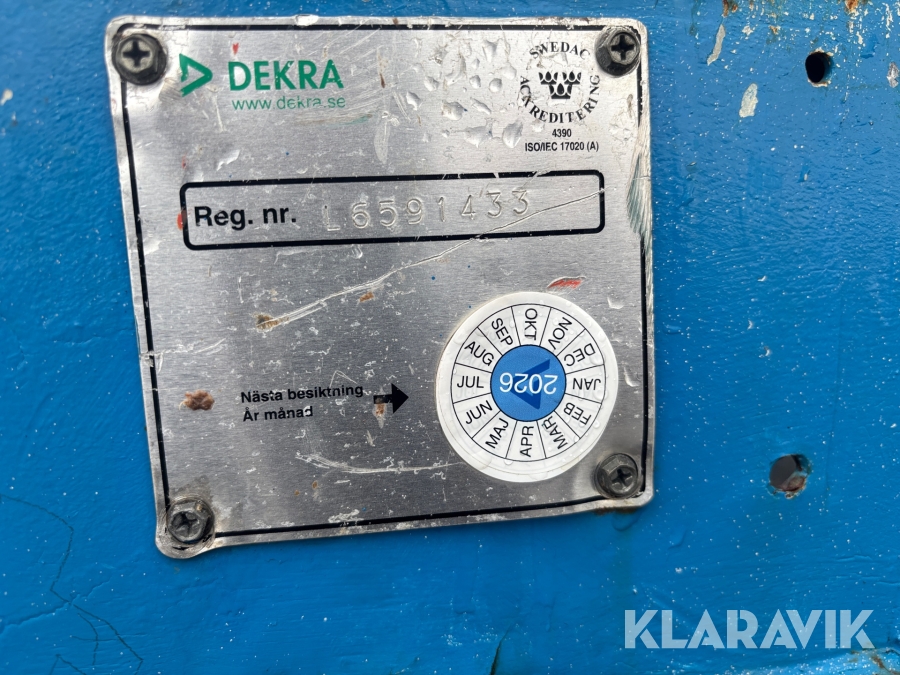 DEKRA
www.dekra.se
SWEDAC
ACKREDITERING
4390
ISO/IEC 17020 (A)
Reg. nr. L6591433
Nästa besiktning
År månad
JAN FEB MAR APR MAJ JUN JUL AUG SEP OKT NOV DEC
2026
KLARAVIK